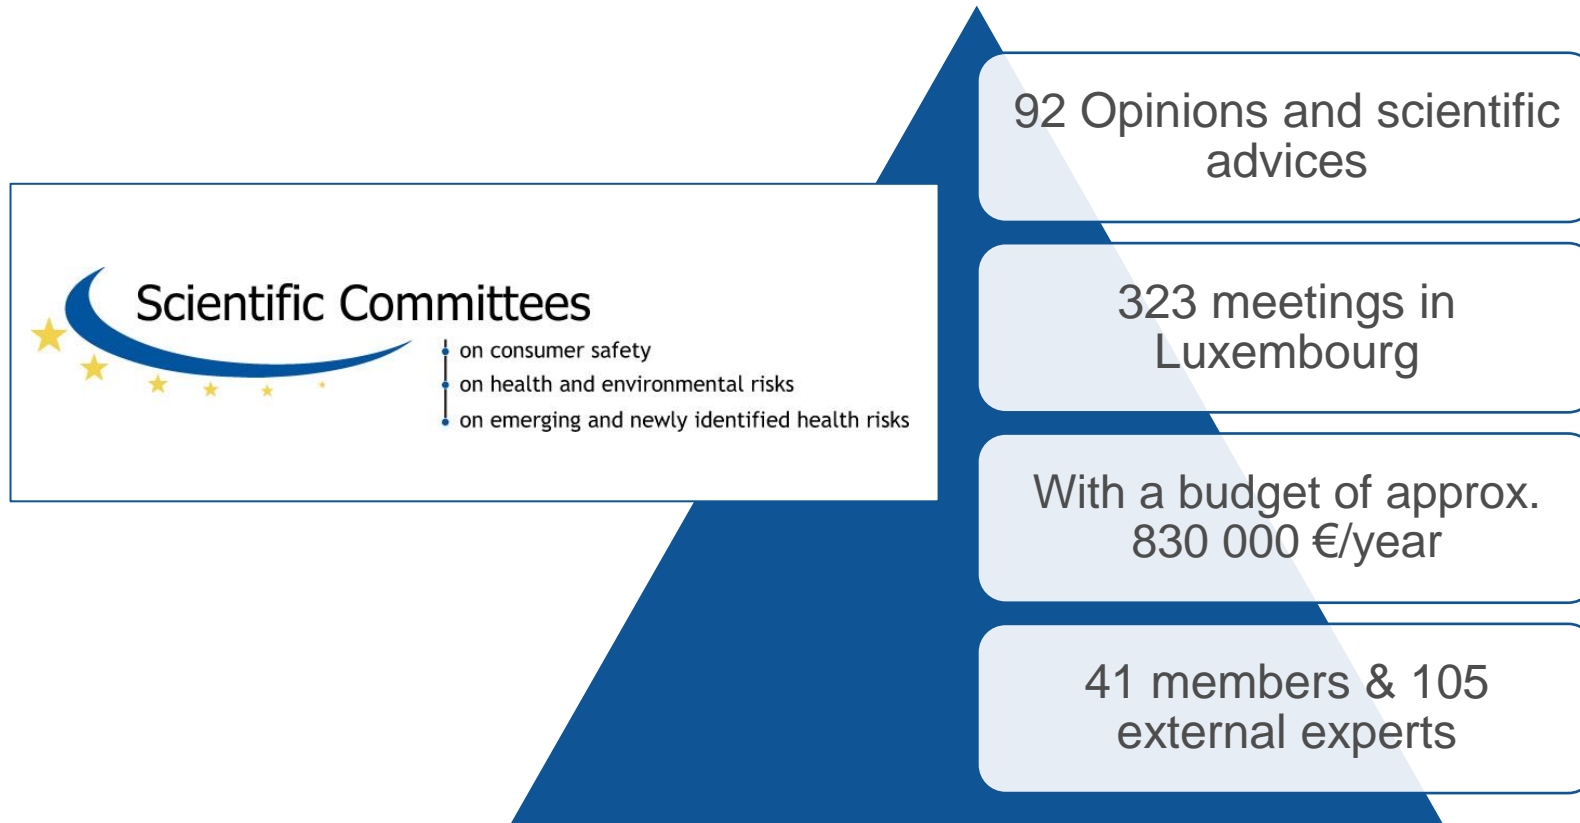 Scientific Committees
on consumer safety
on health and environmental risks
on emerging and newly identified health risks
92 Opinions and scientific
advices
323 meetings in
Luxembourg
With a budget of approx.
830 000 €/year
41 members & 105
external experts